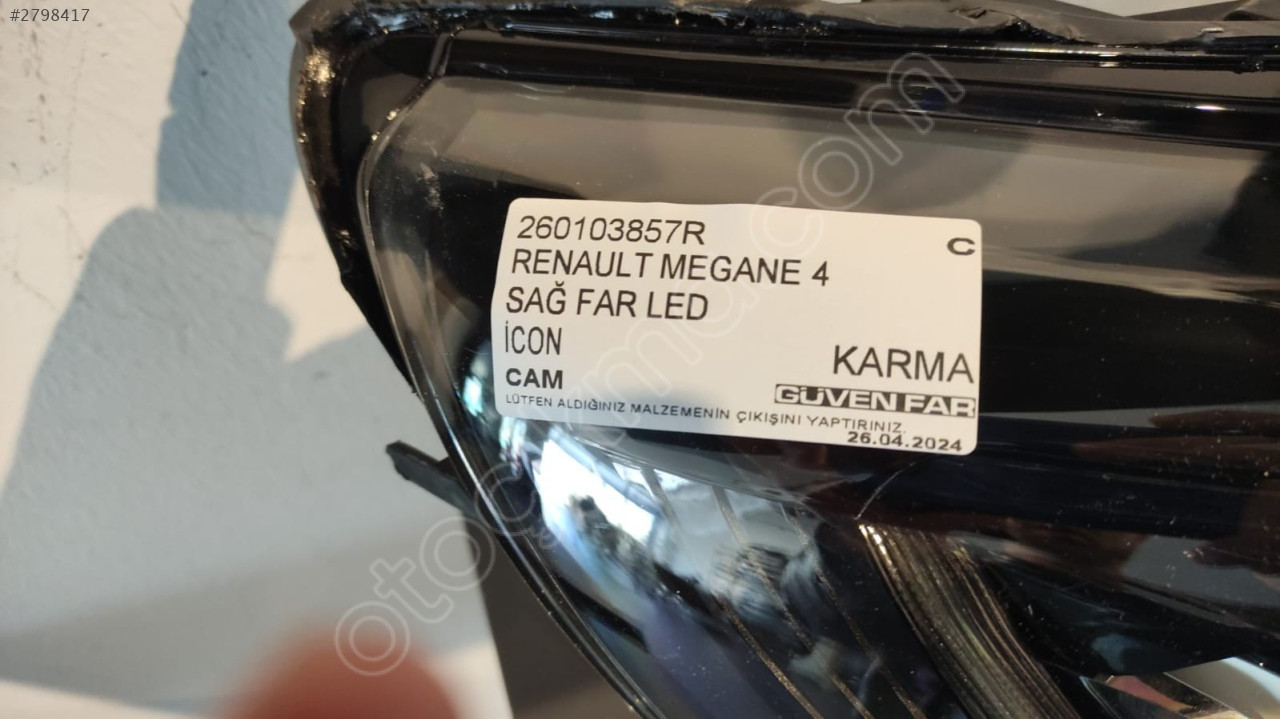 #2798417
260103857R
C
RENAULT MEGANE 4
SAĞ FAR LED
İCON
KARMA
CAM
GÜVEN FAR
LÜTFEN ALDIĞINIZ MALZEMENİN ÇIKIŞINI YAPTIRINIZ.
26.04.2024
otocikma.com